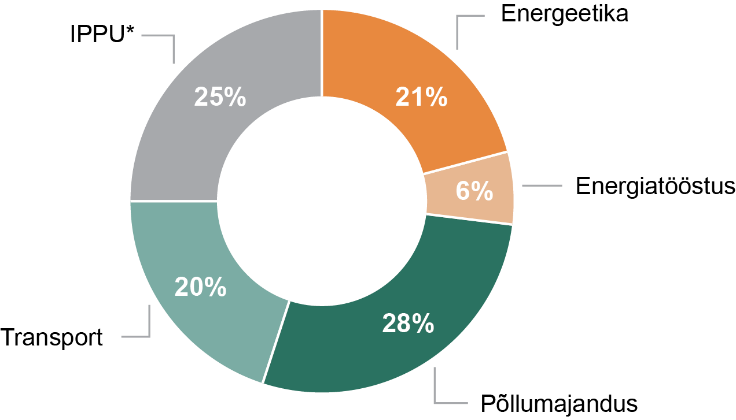 Energeetika
21%
Energiatööstus
6%
Põllumajandus
28%
Transport
20%
IPPU*
25%